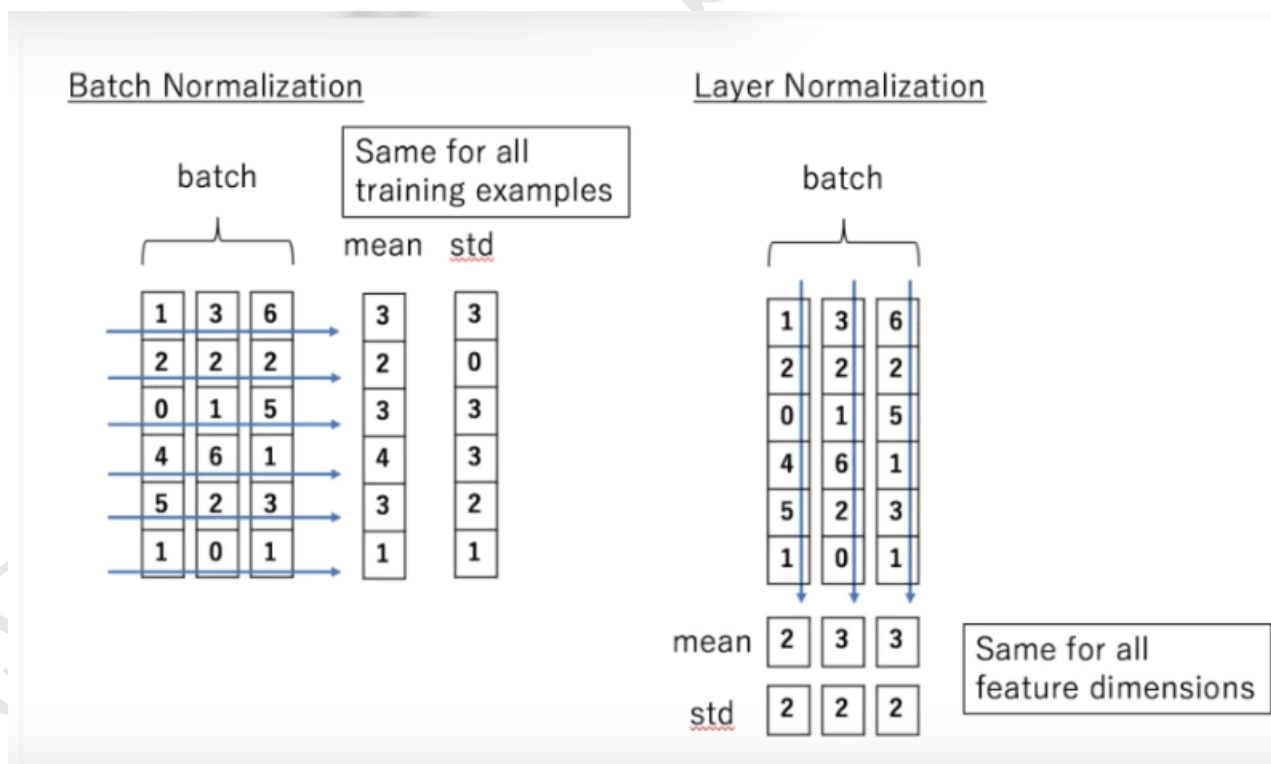 Batch Normalization
batch
Same for all
training examples
mean std
1 3 6 3 3
2 2 2 2 0
0 1 5 3 3
4 6 1 4 3
5 2 3 3 2
1 0 1 1 1
Layer Normalization
batch
1 3 6
2 2 2
0 1 5
4 6 1
5 2 3
1 0 1
mean 2 3 3
std 2 2 2
Same for all
feature dimensions